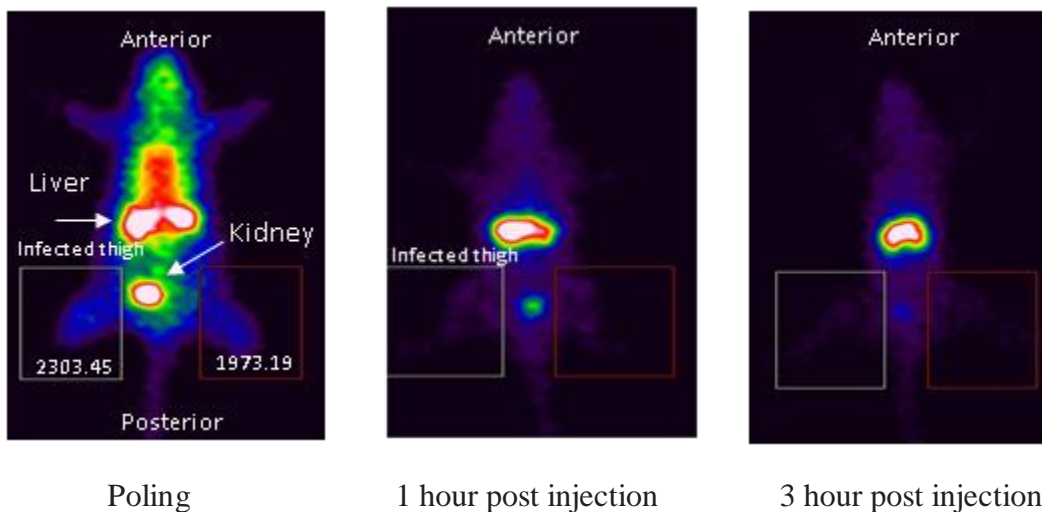 Anterior
Liver
Kidney
Infected thigh
2303.45
1973.19
Posterior
Anterior
Infected thigh
Anterior
Poling
1 hour post injection
3 hour post injection